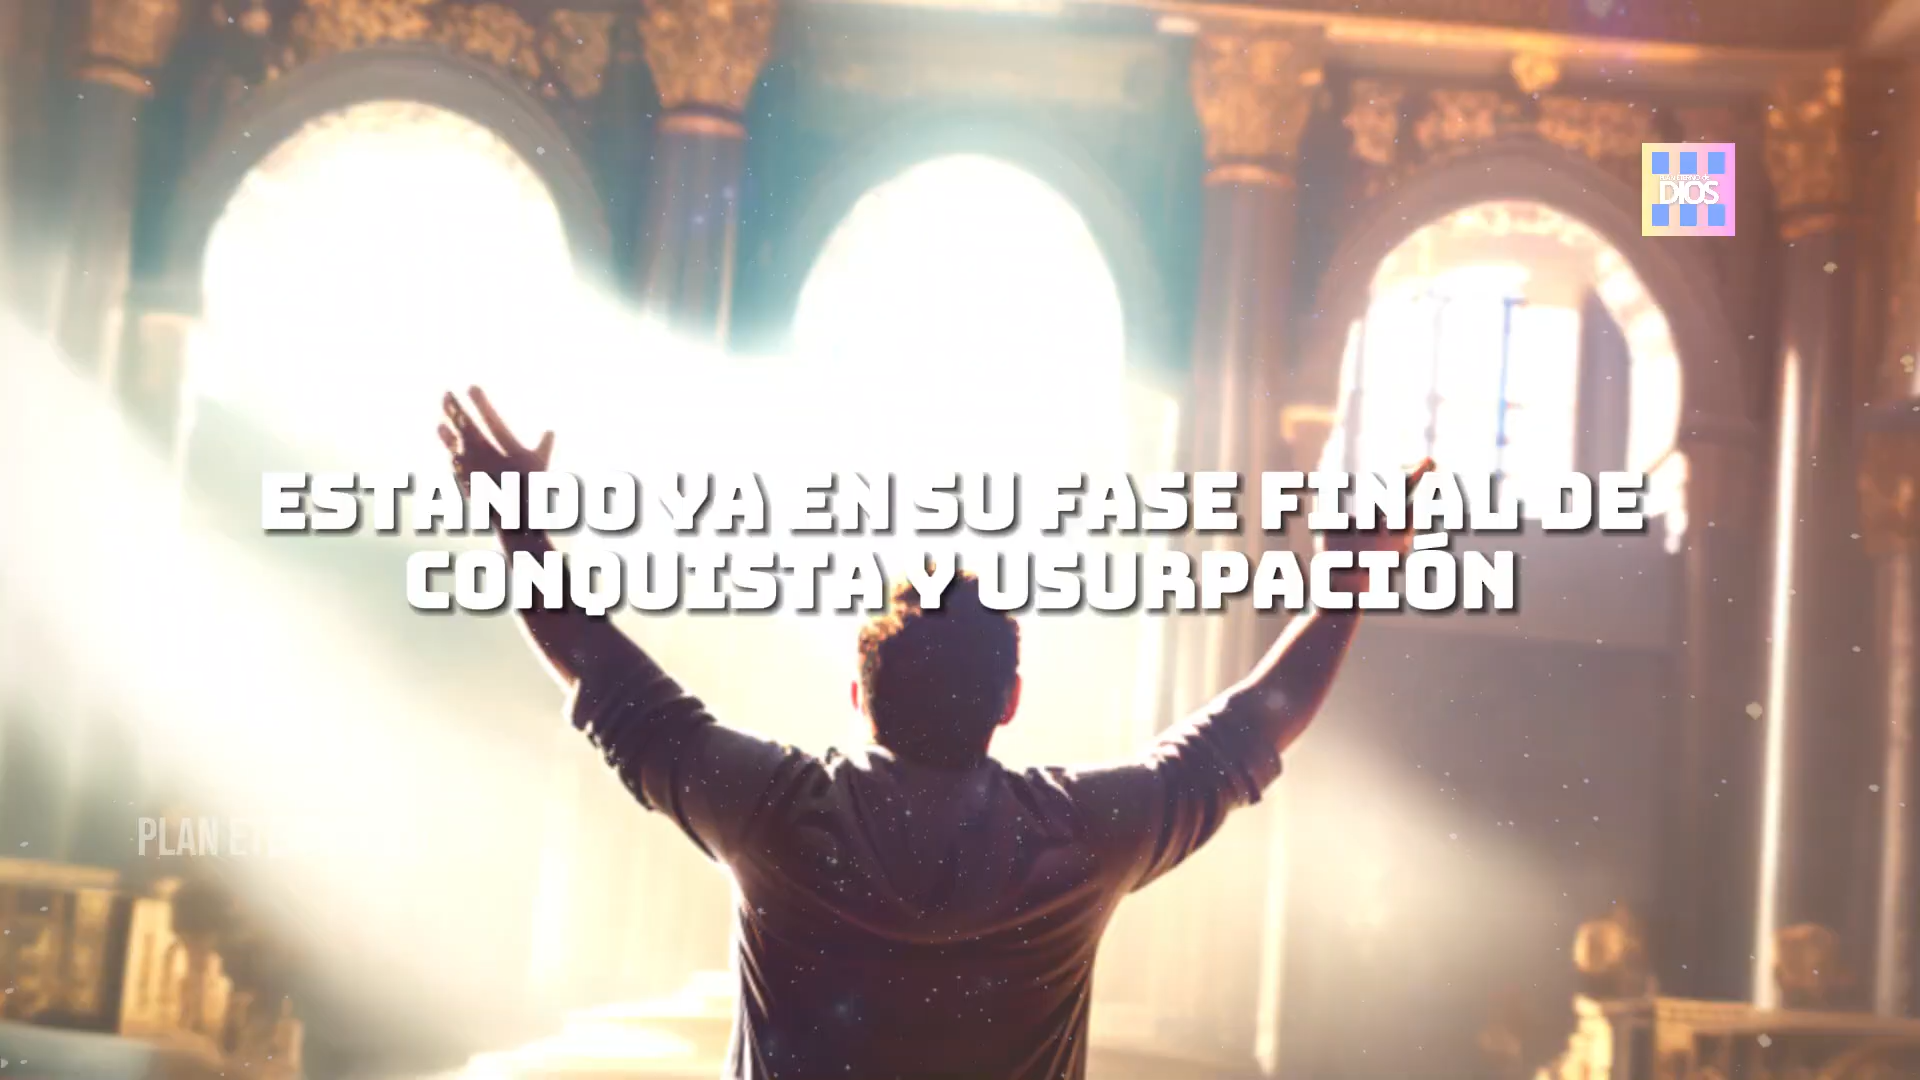 DIOS
ESTANDO YA EN SU FASE FINAL DE
CONQUISTA Y USURPACIÓN
PLAN